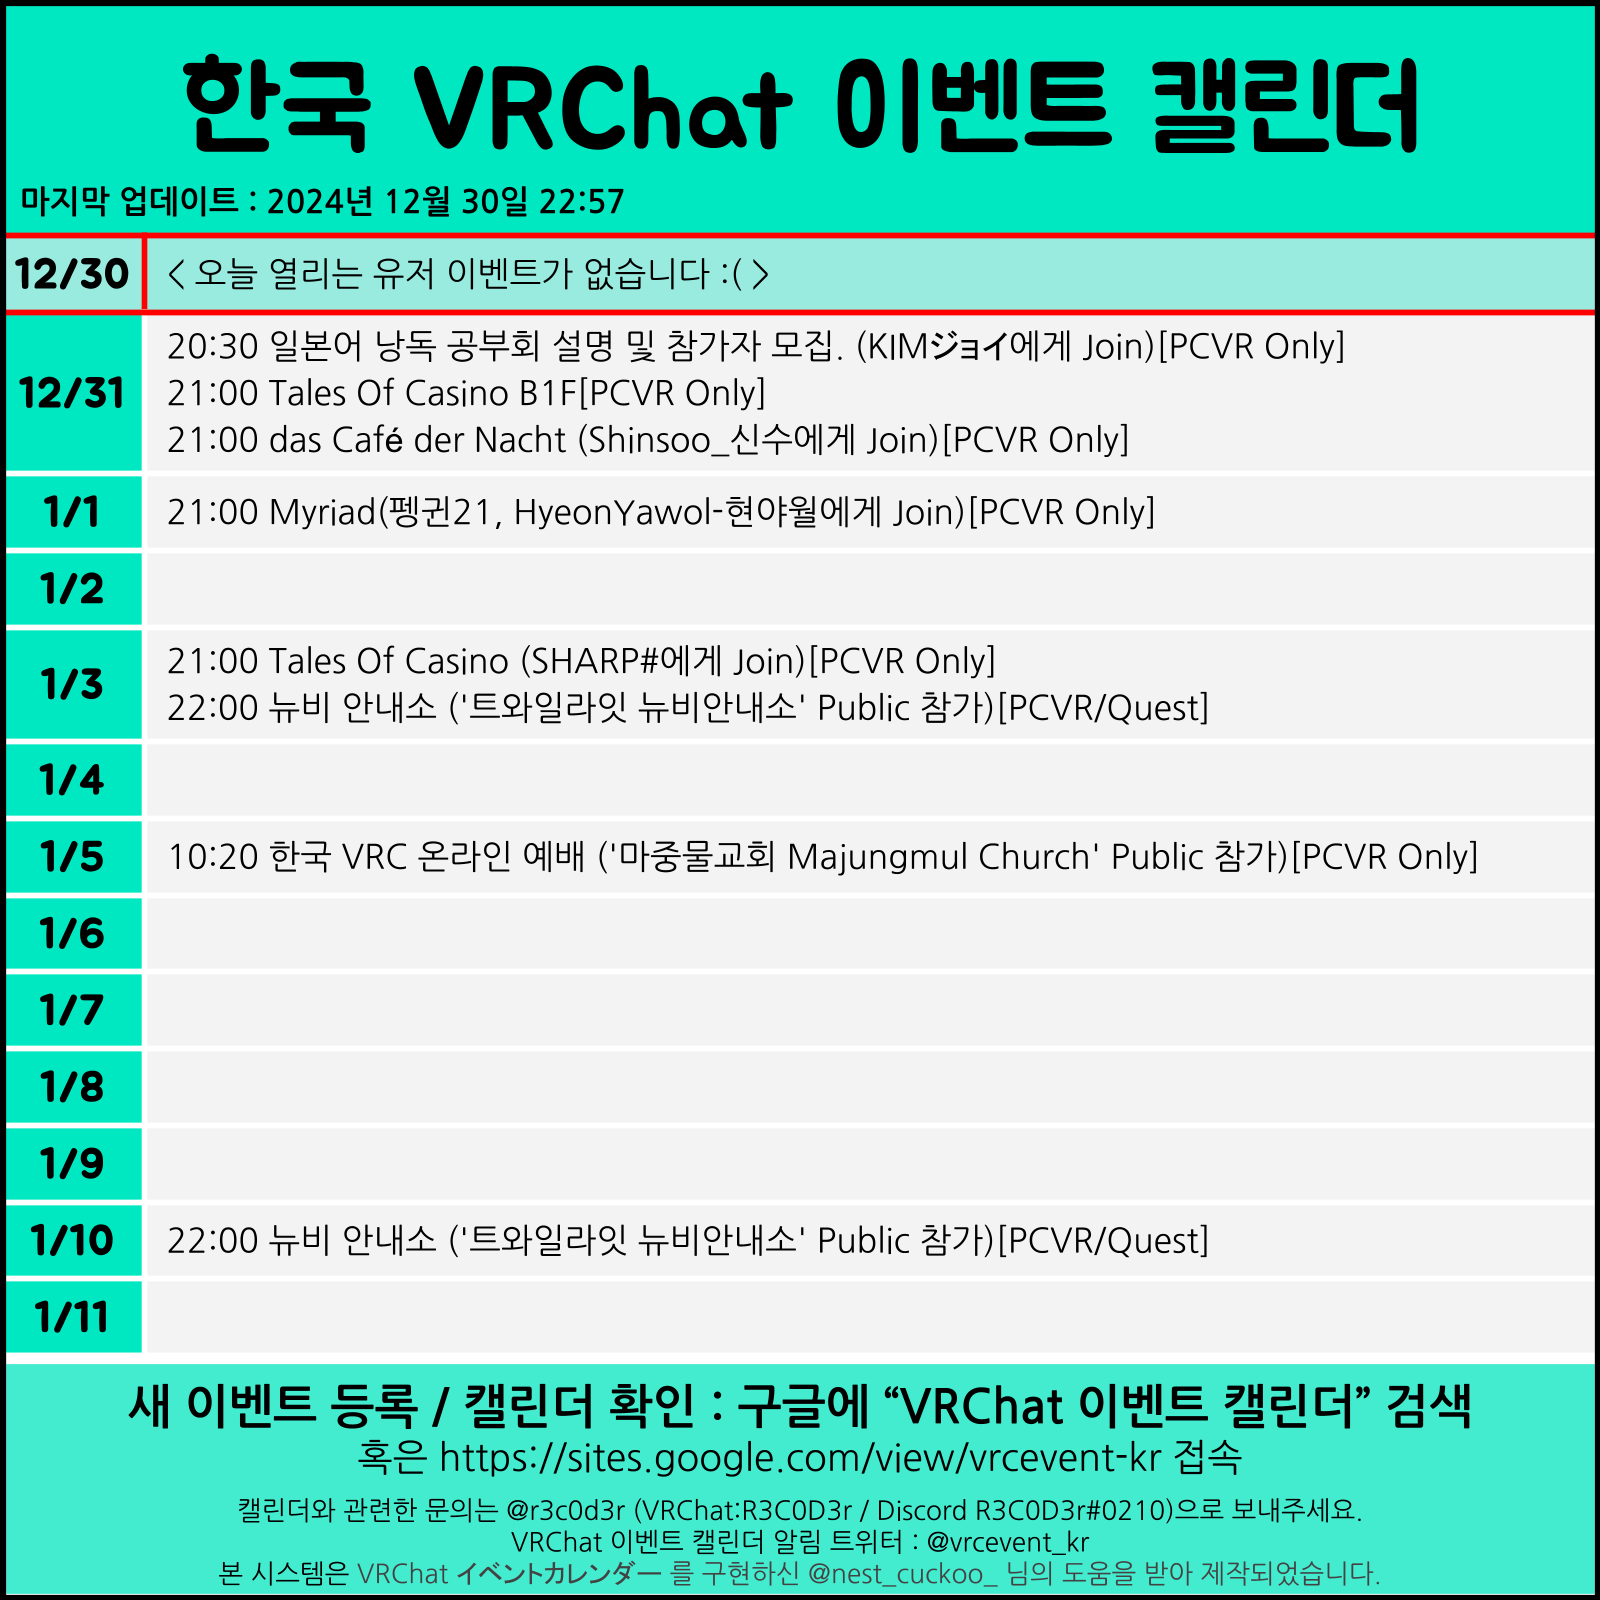 한국 VRChat 이벤트 캘린더
마지막 업데이트 : 2024년 12월 30일 22:57
12/30 < 오늘 열리는 유저 이벤트가 없습니다 :( >
12/31
20:30 일본어 낭독 공부회 설명 및 참가자 모집. (KIMジョイ에게 Join)[PCVR Only]
21:00 Tales Of Casino B1F[PCVR Only]
21:00 das Café der Nacht (Shinsoo_신수에게 Join)[PCVR Only]
1/1 21:00 Myriad(펭귄21, HyeonYawol-현야월에게 Join)[PCVR Only]
1/2
1/3
21:00 Tales Of Casino (SHARP#에게 Join)[PCVR Only]
22:00 뉴비 안내소 ('트와일라잇 뉴비안내소' Public 참가)[PCVR/Quest]
1/4
1/5 10:20 한국 VRC 온라인 예배 ('마중물교회 Majungmul Church' Public 참가)[PCVR Only]
1/6
1/7
1/8
1/9
1/10 22:00 뉴비 안내소 ('트와일라잇 뉴비안내소' Public 참가)[PCVR/Quest]
1/11
새 이벤트 등록 / 캘린더 확인 : 구글에 “VRChat 이벤트 캘린더” 검색
혹은 https://sites.google.com/view/vrcevent-kr 접속
캘린더와 관련한 문의는 @r3c0d3r (VRChat:R3C0D3r / Discord R3C0D3r#0210)으로 보내주세요.
VRChat 이벤트 캘린더 알림 트위터 : @vrcevent_kr
본 시스템은 VRChat イベントカレンダー 를 구현하신 @nest_cuckoo_ 님의 도움을 받아 제작되었습니다.